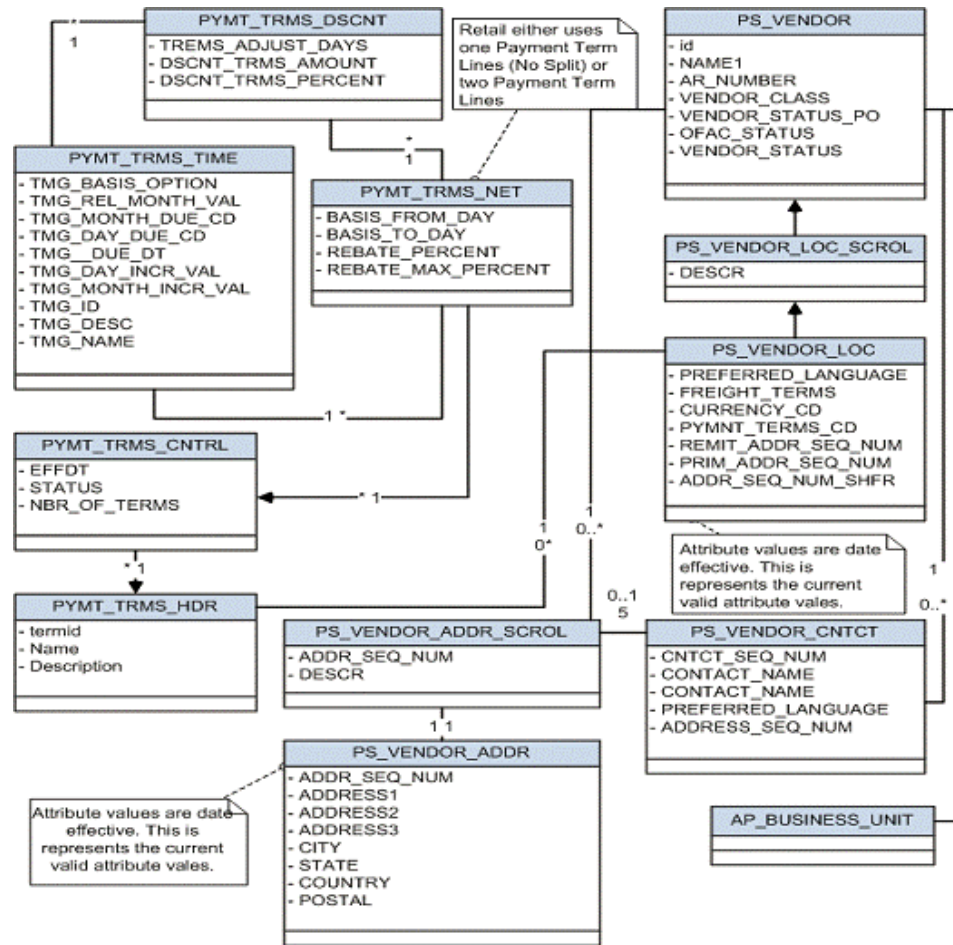 PYMT_TRMS_DSCNT
- TREMS_ADJUST_DAYS
- DSCNT_TRMS_AMOUNT
- DSCNT_TRMS_PERCENT
*
1
Retail either uses
one Payment Term
Lines (No Split) or
two Payment Term
Lines
PS_VENDOR
- id
- NAME1
- AR_NUMBER
- VENDOR_CLASS
- VENDOR_STATUS_PO
- OFAC_STATUS
- VENDOR_STATUS
*
1
PYMT_TRMS_TIME
- TMG_BASIS_OPTION
- TMG_REL_MONTH_VAL
- TMG_MONTH_DUE_CD
- TMG_DAY_DUE_CD
- TMG__DUE_DT
- TMG_DAY_INCR_VAL
- TMG_MONTH_INCR_VAL
- TMG_ID
- TMG_DESC
- TMG_NAME
PYMT_TRMS_NET
- BASIS_FROM_DAY
- BASIS_TO_DAY
- REBATE_PERCENT
- REBATE_MAX_PERCENT
PS_VENDOR_LOC_SCROL
- DESCR
PS_VENDOR_LOC
- PREFERRED_LANGUAGE
- FREIGHT_TERMS
- CURRENCY_CD
- PYMNT_TERMS_CD
- REMIT_ADDR_SEQ_NUM
- PRIM_ADDR_SEQ_NUM
- ADDR_SEQ_NUM_SHFR
1 *
PYMT_TRMS_CNTRL
- EFFDT
- STATUS
- NBR_OF_TERMS
* 1
1
0*
1
0..*
Attribute values are date
effective. This is
represents the current
valid attribute vales.
1
0..*
* 1
PYMT_TRMS_HDR
- termid
- Name
- Description
0..1
5
PS_VENDOR_ADDR_SCROL
- ADDR_SEQ_NUM
- DESCR
PS_VENDOR_CNTCT
- CNTCT_SEQ_NUM
- CONTACT_NAME
- CONTACT_NAME
- PREFERRED_LANGUAGE
- ADDRESS_SEQ_NUM
1 1
PS_VENDOR_ADDR
- ADDR_SEQ_NUM
- ADDRESS1
- ADDRESS2
- ADDRESS3
- CITY
- STATE
- COUNTRY
- POSTAL
Attribute values are date
effective. This is
represents the current
valid attribute vales.
AP_BUSINESS_UNIT